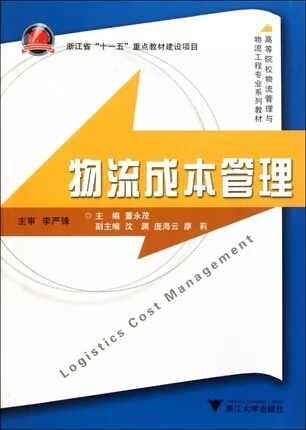 浙江省“十一五”重点教材建设项目
高等院校物流管理与
物流工程专业系列教材
物流成本管理
主审 李严锋
主 编 董永茂
副主编 沈 渊 庞海云 廖 莉
Logistics Cost Management
浙江大学出版社